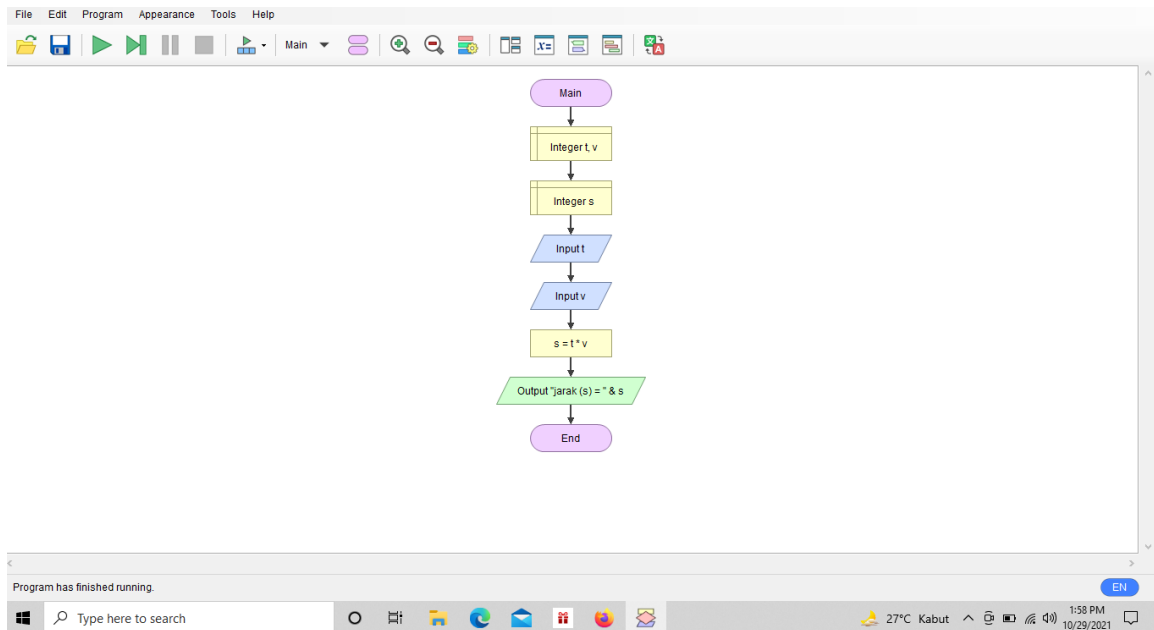 File Edit Program Appearance Tools Help
Main
Main
Integer t, v
Integer s
Input t
Input v
s = t * v
Output "jarak (s) = " & s
End
Program has finished running.
EN
Type here to search
27°C Kabut
1:58 PM
10/29/2021